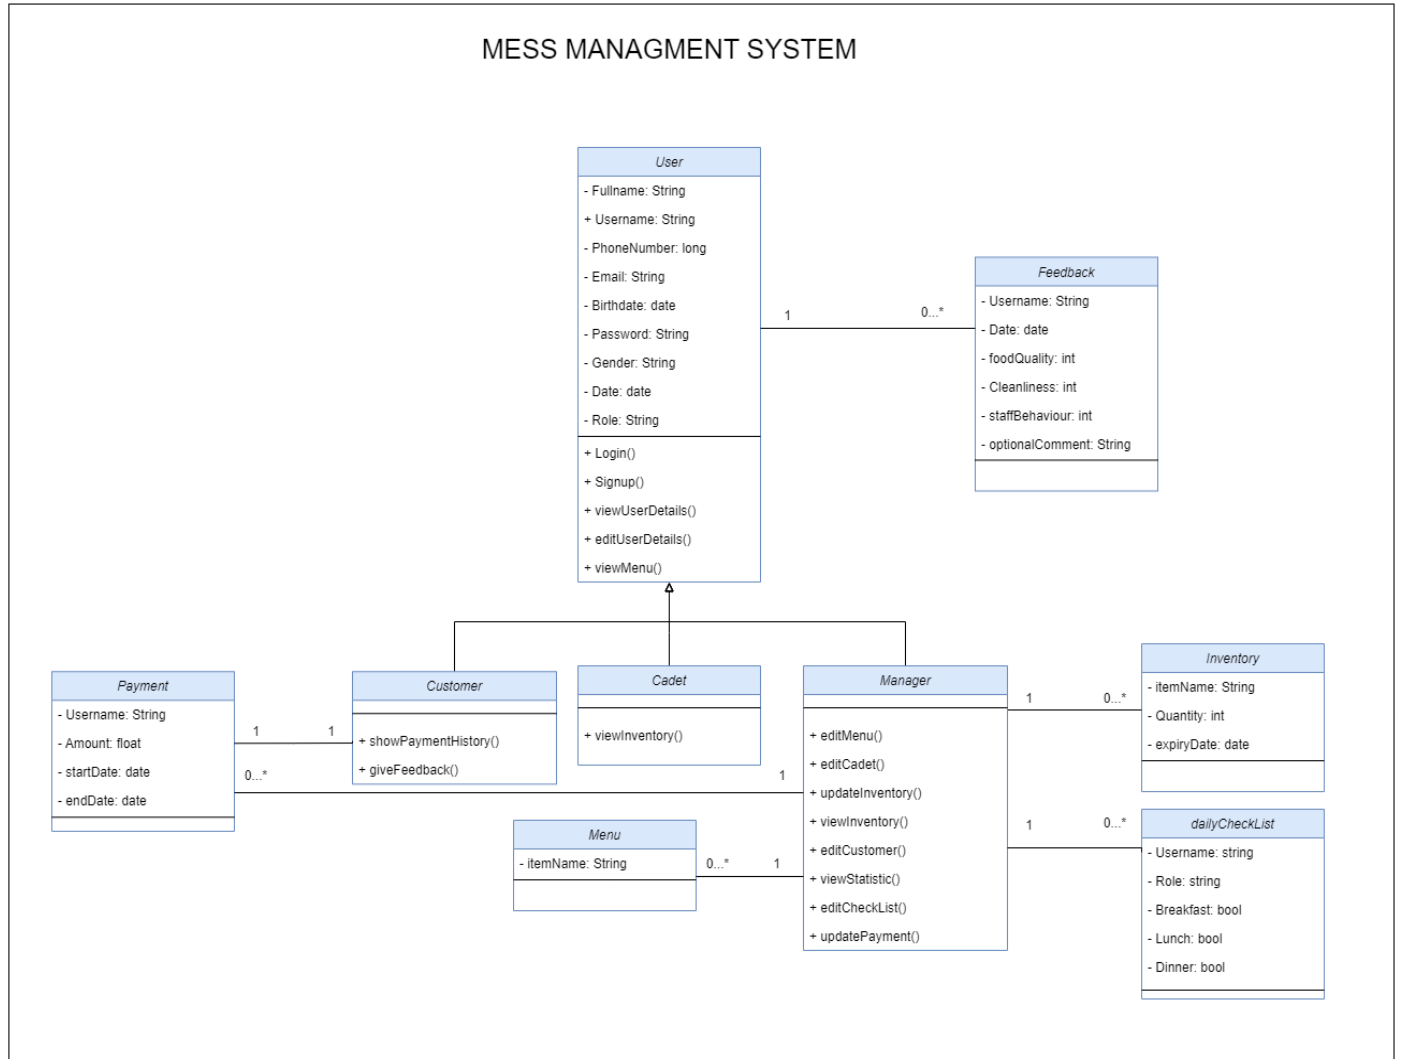 MESS MANAGMENT SYSTEM
User
- Fullname: String
+ Username: String
- PhoneNumber: long
- Email: String
- Birthdate: date
- Password: String
- Gender: String
- Date: date
- Role: String
+ Login()
+ Signup()
+ viewUserDetails()
+ editUserDetails()
+ viewMenu()
1
0...*
Feedback
- Username: String
- Date: date
- foodQuality: int
- Cleanliness: int
- staffBehaviour: int
- optionalComment: String
Payment
- Username: String
- Amount: float
- startDate: date
- endDate: date
1
1
0...*
1
Customer
+ showPaymentHistory()
+ giveFeedback()
Cadet
+ viewInventory()
Manager
+ editMenu()
+ editCadet()
+ updateInventory()
+ viewInventory()
+ editCustomer()
+ viewStatistic()
+ editCheckList()
+ updatePayment()
Menu
- itemName: String
0...*
1
1
0...*
Inventory
- itemName: String
- Quantity: int
- expiryDate: date
1
0...*
dailyCheckList
- Username: string
- Role: string
- Breakfast: bool
- Lunch: bool
- Dinner: bool